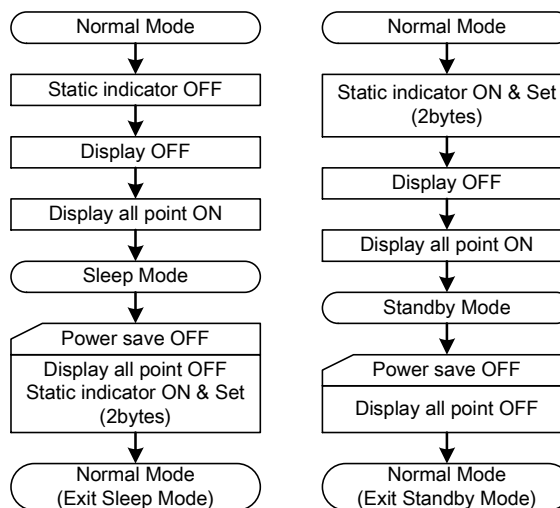 Normal Mode
Static indicator OFF
Display OFF
Display all point ON
Sleep Mode
Power save OFF
Display all point OFF
Static indicator ON & Set
(2bytes)
Normal Mode
(Exit Sleep Mode)
Normal Mode
Static indicator ON & Set
(2bytes)
Display OFF
Display all point ON
Standby Mode
Power save OFF
Display all point OFF
Normal Mode
(Exit Standby Mode)